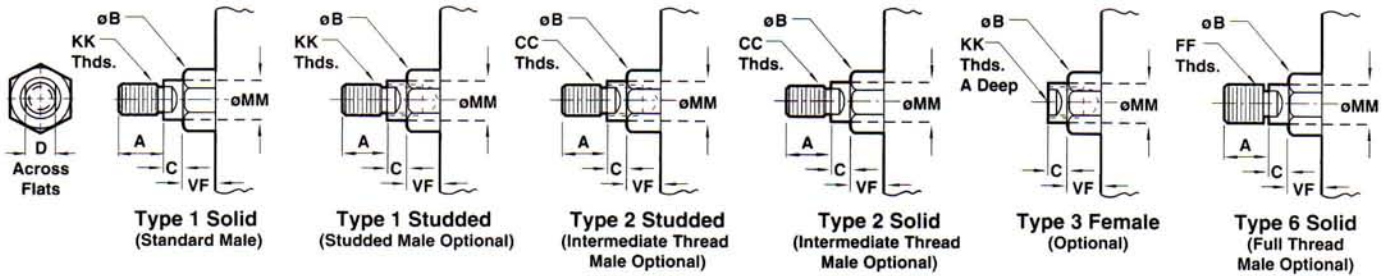 D
Across
Flats
KK
Thds.
øB
øMM
A
C
VF
Type 1 Solid
(Standard Male)
KK
Thds.
øB
øMM
A
C
VF
Type 1 Studded
(Studded Male Optional)
CC
Thds.
øB
øMM
A
C
VF
Type 2 Studded
(Intermediate Thread
Male Optional)
CC
Thds.
øB
øMM
A
C
VF
Type 2 Solid
(Intermediate Thread
Male Optional)
KK
Thds.
A Deep
øB
øMM
C
VF
Type 3 Female
(Optional)
FF
Thds.
øB
øMM
A
C
VF
Type 6 Solid
(Full Thread
Male Optional)